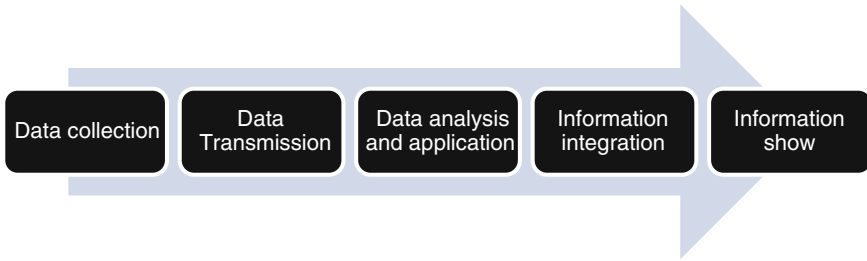 Data collection
Data
Transmission
Data analysis
and application
Information
integration
Information
show